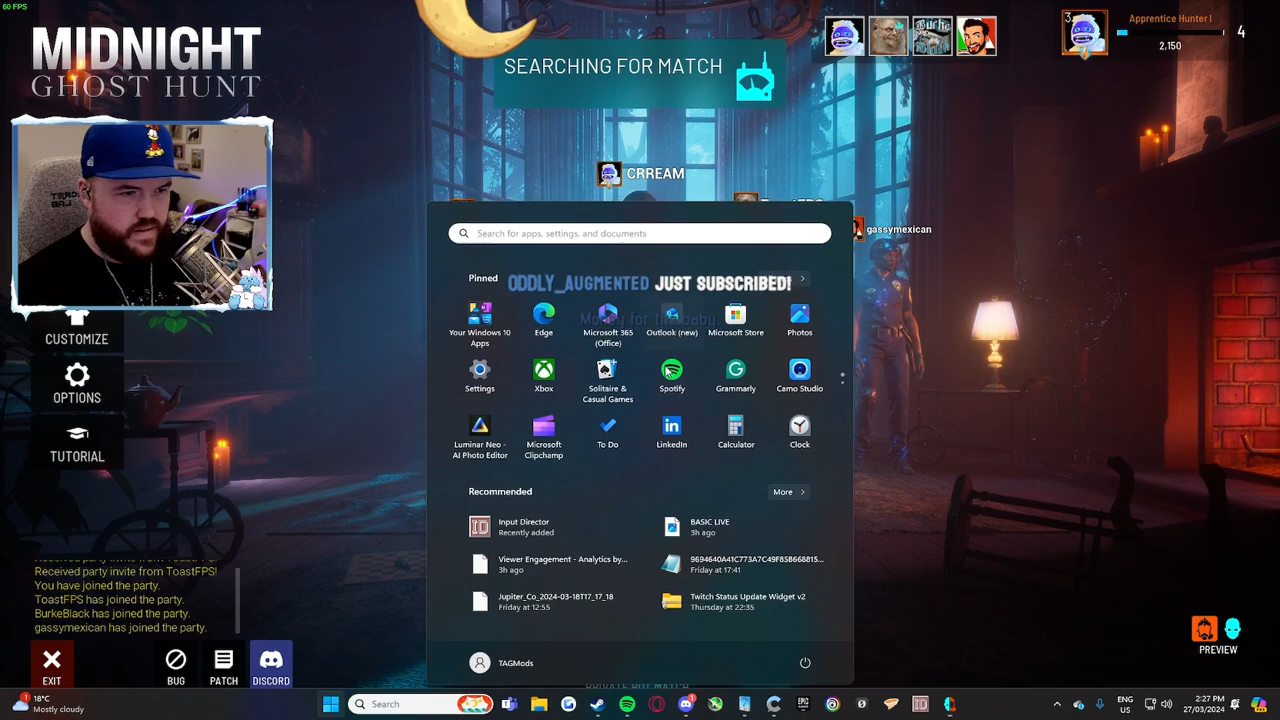 60 FPS
MIDNIGHT
GHOST HUNT
SEARCHING FOR MATCH
3
Apprentice Hunter I
2,150
4
CRREAM
gassymexican
Search for apps, settings, and documents
Pinned
ODDLY_AUGMENTED JUST SUBSCRIBED!
Your Windows 10 Apps
Edge
Microsoft 365 (Office)
Outlook (new)
Microsoft Store
Photos
Settings
Xbox
Solitaire & Casual Games
Spotify
Grammarly
Camo Studio
Luminar Neo - AI Photo Editor
Microsoft Clipchamp
To Do
LinkedIn
Calculator
Clock
Recommended
More
Input Director
Recently added
BASIC LIVE
3h ago
Viewer Engagement - Analytics by...
3h ago
9694640A41C773A7C49F85B668815...
Friday at 17:41
Jupiter_Co_2024-03-18T17_17_18
Friday at 12:55
Twitch Status Update Widget v2
Thursday at 22:35
TAGMods
CUSTOMIZE
OPTIONS
TUTORIAL
Received party invite from ToastFPS!
You have joined the party.
ToastFPS has joined the party.
BurkeBlack has joined the party.
gassymexican has joined the party.
EXIT
BUG
PATCH
DISCORD
PREVIEW
1
18°C
Mostly cloudy
Search
1
ENG
US
2:27 PM
27/03/2024